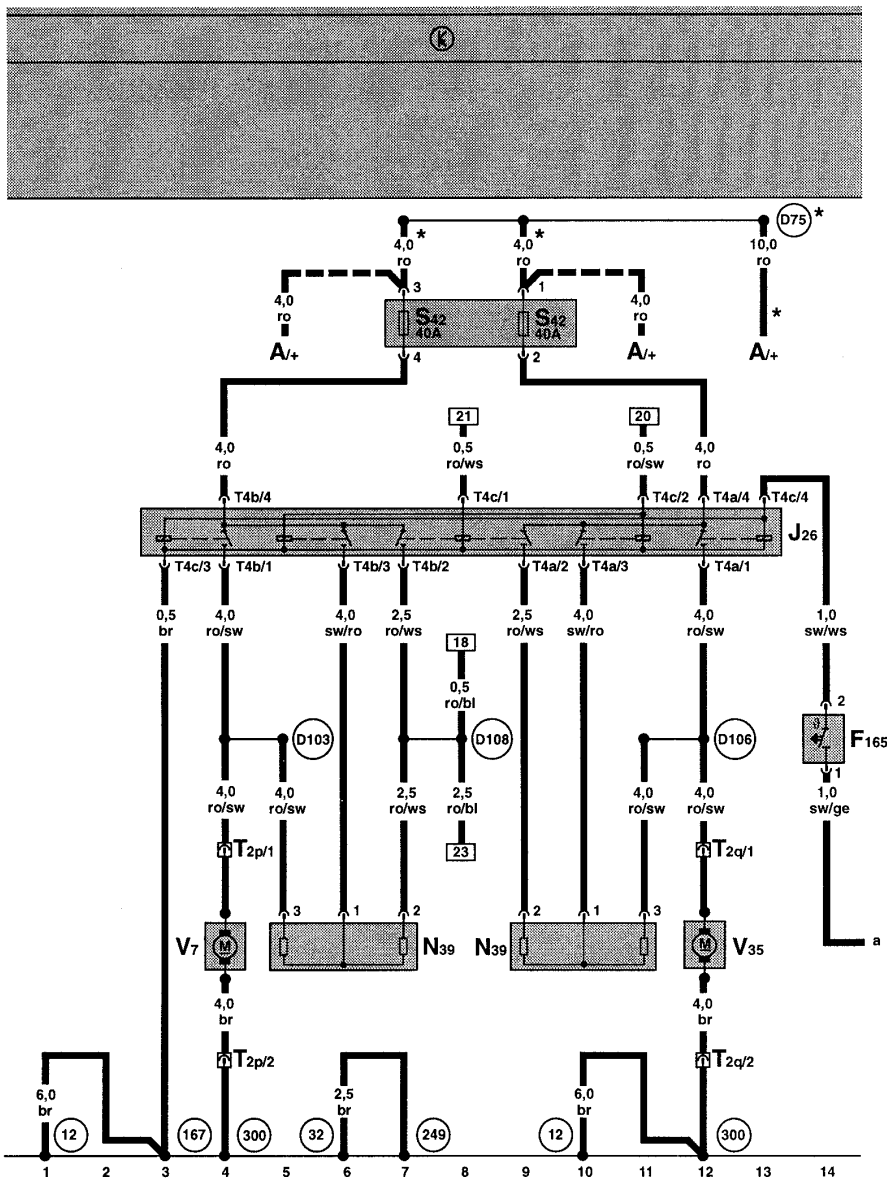 K
D75 *
4,0 ro *
4,0 ro *
10,0 ro
4,0 ro
3
1
4,0 ro
*
S42 40A
S42 40A
A/+
4
2
A/+
A/+
21
20
4,0 ro
0,5 ro/ws
0,5 ro/sw
4,0 ro
T4b/4
T4c/1
T4c/2
T4a/4
T4c/4
J26
T4c/3
T4b/1
T4b/3
T4b/2
T4a/2
T4a/3
T4a/1
0,5 br
4,0 ro/sw
4,0 sw/ro
2,5 ro/ws
2,5 ro/ws
4,0 sw/ro
4,0 ro/sw
1,0 sw/ws
18
0,5 ro/bl
2
D103
D108
D106
F165
1
4,0 ro/sw
4,0 ro/sw
2,5 ro/ws
2,5 ro/bl
4,0 ro/sw
4,0 ro/sw
1,0 sw/ge
T2p/1
23
T2q/1
3
1
2
2
1
3
V7
M
N39
N39
M
V35
a
4,0 br
4,0 br
T2p/2
T2q/2
6,0 br
2,5 br
6,0 br
12
167
300
32
249
12
300
1 2 3 4 5 6 7 8 9 10 11 12 13 14